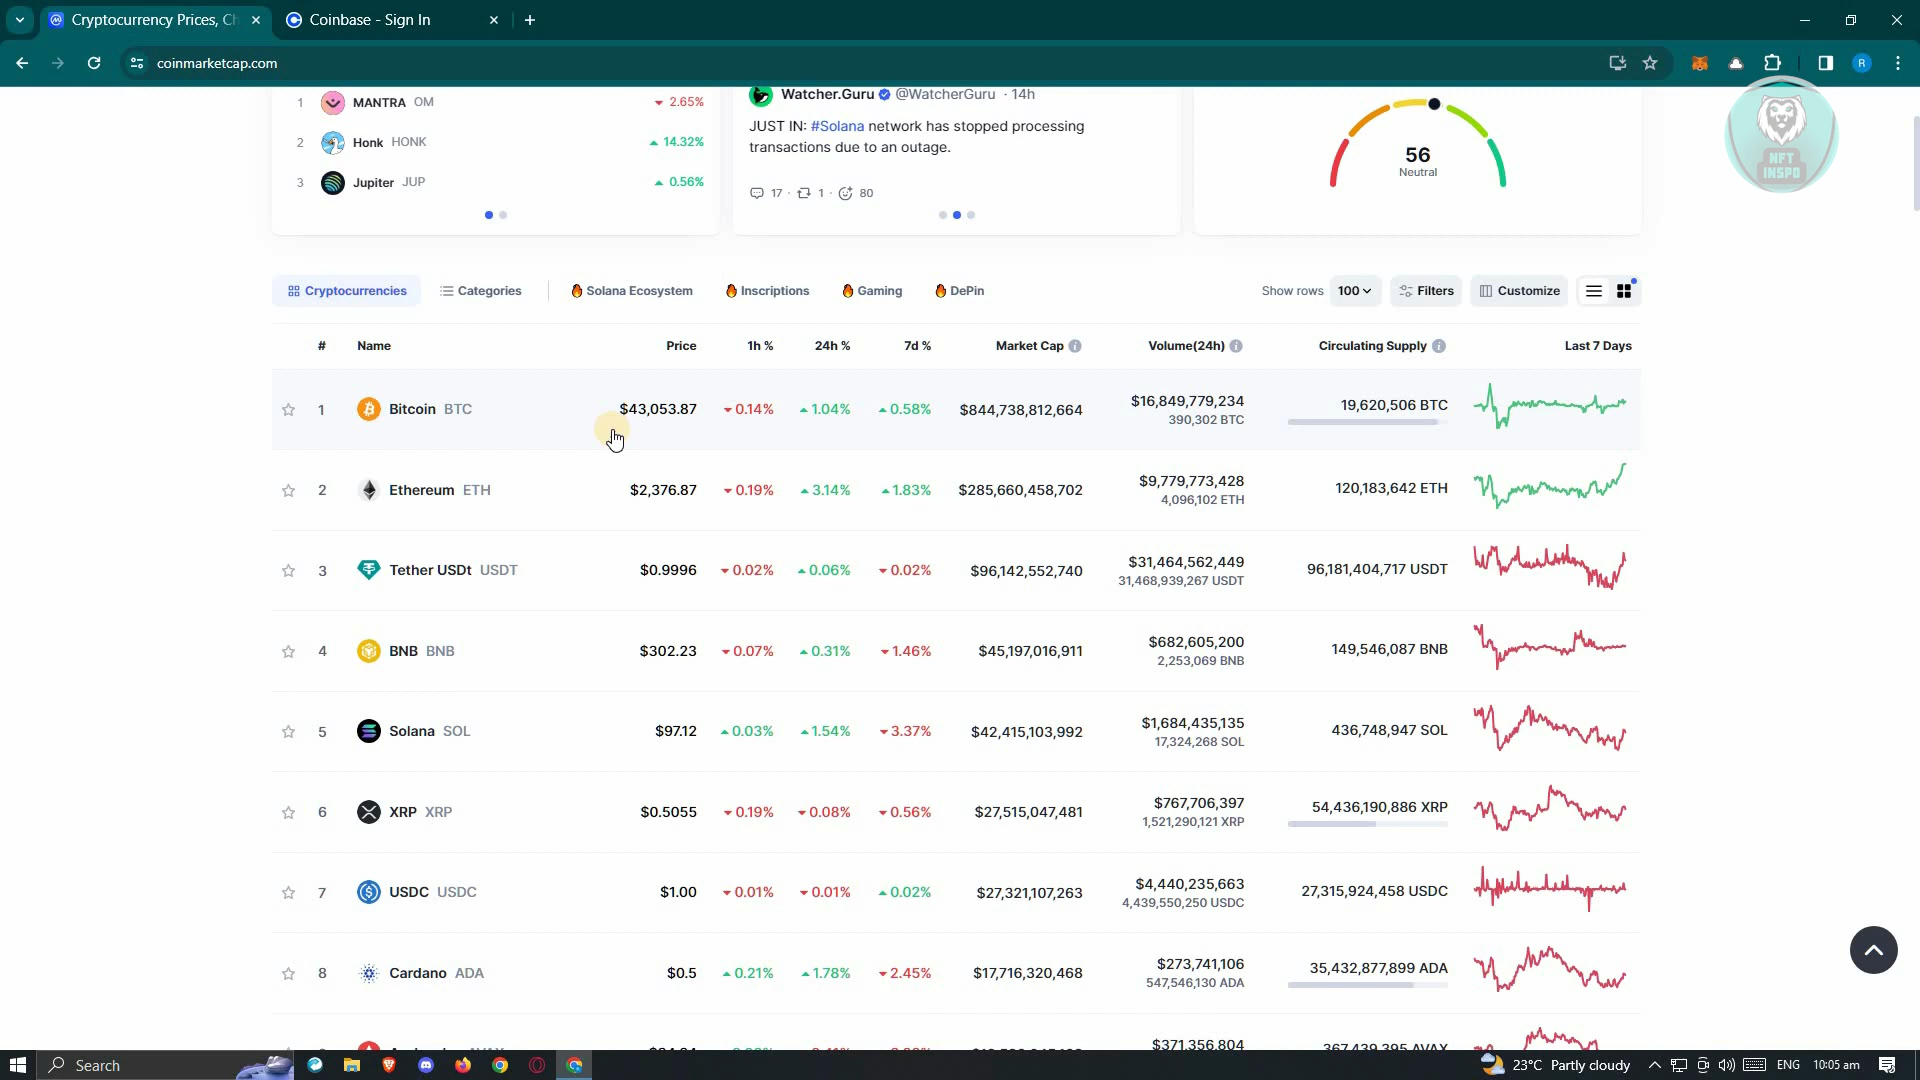 Cryptocurrency Prices, Ch
Coinbase - Sign In
coinmarketcap.com
R
1 MANTRA OM 2.65%
2 Honk HONK 14.32%
3 Jupiter JUP 0.56%
Watcher.Guru @WatcherGuru · 14h
JUST IN: #Solana network has stopped processing
transactions due to an outage.
17 · 1 · 80
56
Neutral
NFT
INSPO
Cryptocurrencies Categories Solana Ecosystem Inscriptions Gaming DePin Show rows 100 Filters Customize
# Name Price 1h % 24h % 7d % Market Cap Volume(24h) Circulating Supply Last 7 Days
1 Bitcoin BTC $43,053.87 0.14% 1.04% 0.58% $844,738,812,664 $16,849,779,234 19,620,506 BTC
390,302 BTC
2 Ethereum ETH $2,376.87 0.19% 3.14% 1.83% $285,660,458,702 $9,779,773,428 120,183,642 ETH
4,096,102 ETH
3 Tether USDt USDT $0.9996 0.02% 0.06% 0.02% $96,142,552,740 $31,464,562,449 96,181,404,717 USDT
31,468,939,267 USDT
4 BNB BNB $302.23 0.07% 0.31% 1.46% $45,197,016,911 $682,605,200 149,546,087 BNB
2,253,069 BNB
5 Solana SOL $97.12 0.03% 1.54% 3.37% $42,415,103,992 $1,684,435,135 436,748,947 SOL
17,324,268 SOL
6 XRP XRP $0.5055 0.19% 0.08% 0.56% $27,515,047,481 $767,706,397 54,436,190,886 XRP
1,521,290,121 XRP
7 USDC USDC $1.00 0.01% 0.01% 0.02% $27,321,107,263 $4,440,235,663 27,315,924,458 USDC
4,439,550,250 USDC
8 Cardano ADA $0.5 0.21% 1.78% 2.45% $17,716,320,468 $273,741,106 35,432,877,899 ADA
547,546,130 ADA
$371,356,804 367,439,395 AVAX
Search
23°C Partly cloudy
ENG
10:05 am